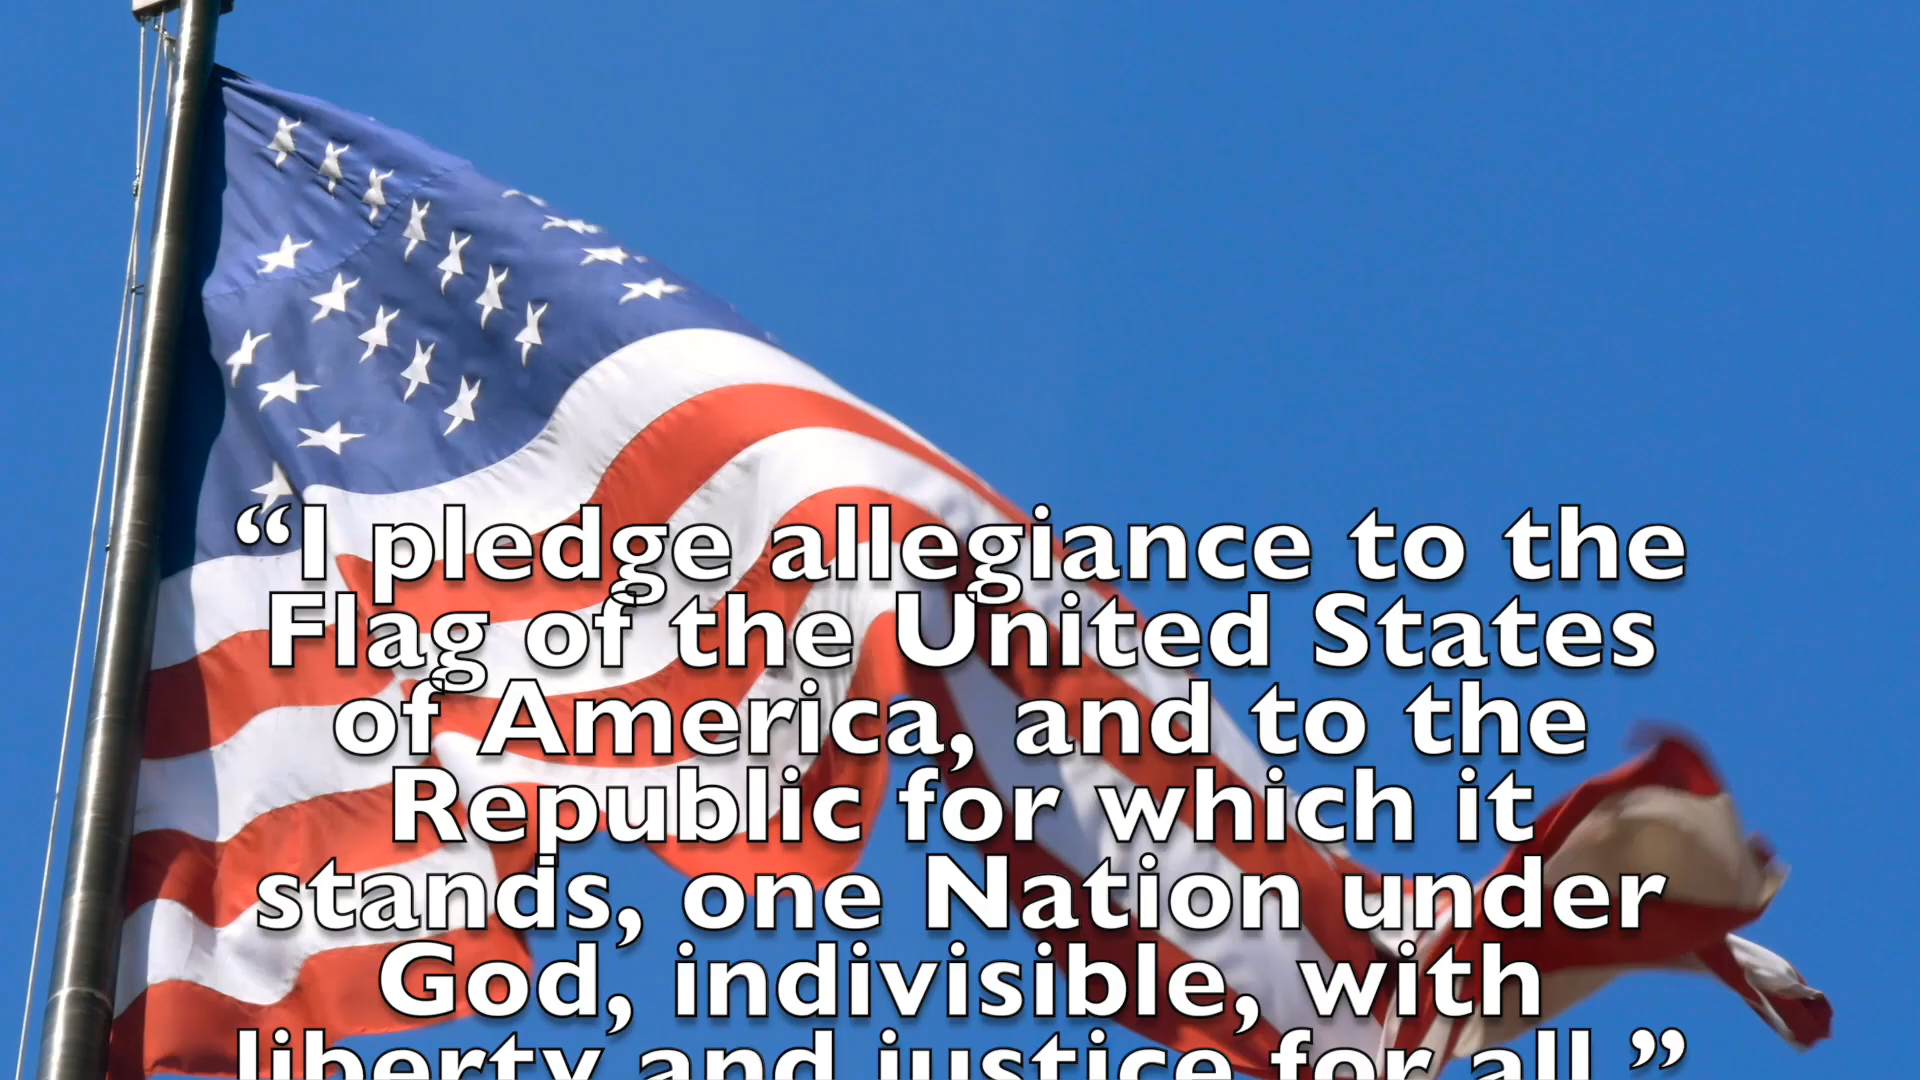 “I pledge allegiance to the
Flag of the United States
of America, and to the
Republic for which it
stands, one Nation under
God, indivisible, with
liberty and justice for all.”